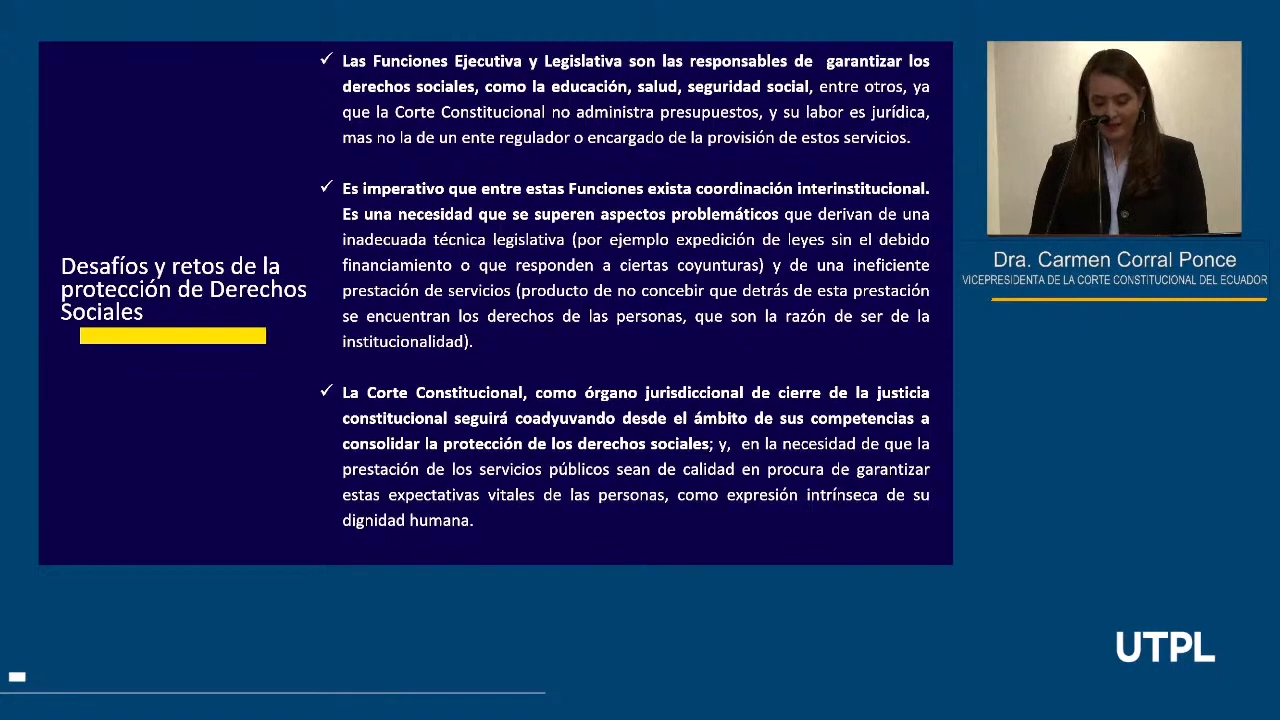 Desafíos y retos de la
protección de Derechos
Sociales
✓ Las Funciones Ejecutiva y Legislativa son las responsables de garantizar los
derechos sociales, como la educación, salud, seguridad social, entre otros, ya
que la Corte Constitucional no administra presupuestos, y su labor es jurídica,
mas no la de un ente regulador o encargado de la provisión de estos servicios.
✓ Es imperativo que entre estas Funciones exista coordinación interinstitucional.
Es una necesidad que se superen aspectos problemáticos que derivan de una
inadecuada técnica legislativa (por ejemplo expedición de leyes sin el debido
financiamiento o que responden a ciertas coyunturas) y de una ineficiente
prestación de servicios (producto de no concebir que detrás de esta prestación
se encuentran los derechos de las personas, que son la razón de ser de la
institucionalidad).
✓ La Corte Constitucional, como órgano jurisdiccional de cierre de la justicia
constitucional seguirá coadyuvando desde el ámbito de sus competencias a
consolidar la protección de los derechos sociales; y, en la necesidad de que la
prestación de los servicios públicos sean de calidad en procura de garantizar
estas expectativas vitales de las personas, como expresión intrínseca de su
dignidad humana.
Dra. Carmen Corral Ponce
VICEPRESIDENTA DE LA CORTE CONSTITUCIONAL DEL ECUADOR
UTPL